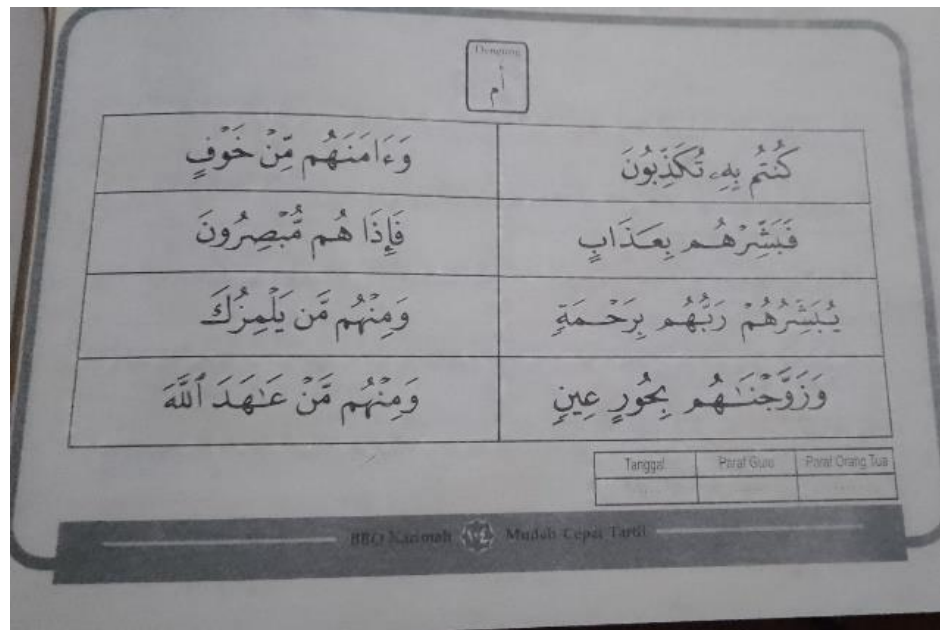 Dengung
أم
كُنتُم بِهِۦ تُكَذِّبُونَ
وَءَامَنَهُم مِّنْ خَوْفٍ
فَبَشِّرْهُم بِعَذَابٍ
فَإِذَا هُم مُّبْصِرُونَ
يُبَشِّرُهُمْ رَبُّهُم بِرَحْمَةٍ
وَمِنْهُم مَّن يَلْمِزُكَ
وَزَوَّجْنَـٰهُم بِحُورٍ عِينٍ
وَمِنْهُم مَّنْ عَـٰهَدَ ٱللَّهَ
Tanggal Paraf Guru Paraf Orang Tua
BBQ Mudah Cepat Tartil